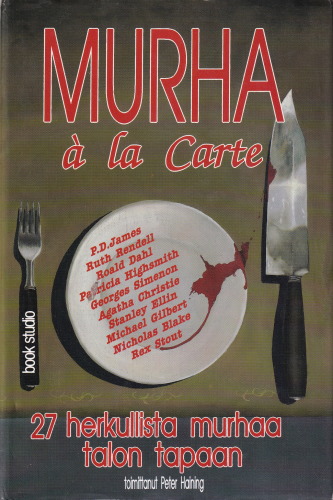 MURHA
à la Carte
P.D.James
Ruth Rendell
Roald Dahl
Patricia Highsmith
Georges Simenon
Agatha Christie
Stanley Ellin
Michael Gilbert
Nicholas Blake
Rex Stout
book studio
27 herkullista murhaa
talon tapaan
toimittanut Peter Haining